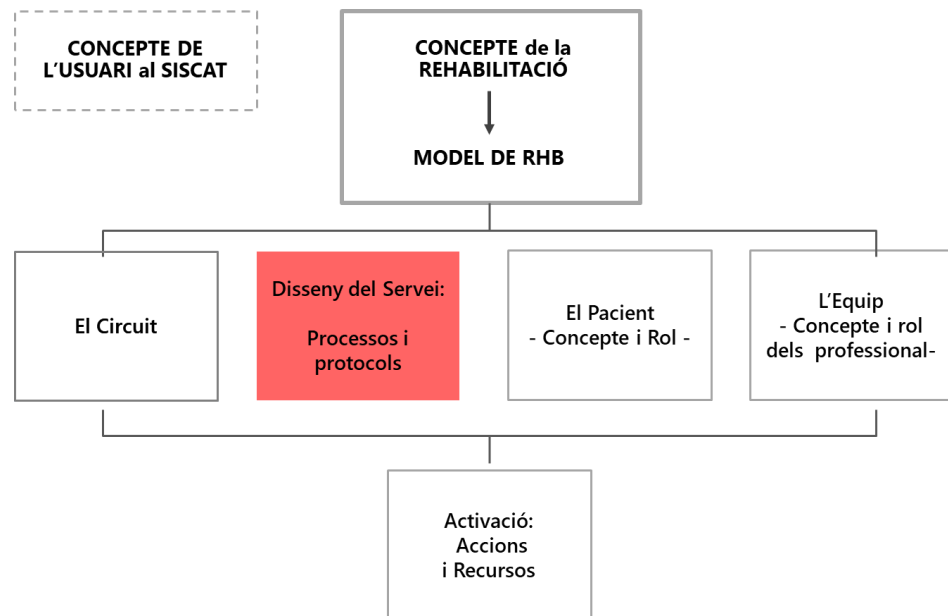 CONCEPTE DE
L'USUARI al SISCAT
CONCEPTE de la
REHABILITACIÓ
MODEL DE RHB
El Circuit
Disseny del Servei:
Processos i
protocols
El Pacient
- Concepte i Rol -
L'Equip
- Concepte i rol
dels professional-
Activació:
Accions
i Recursos